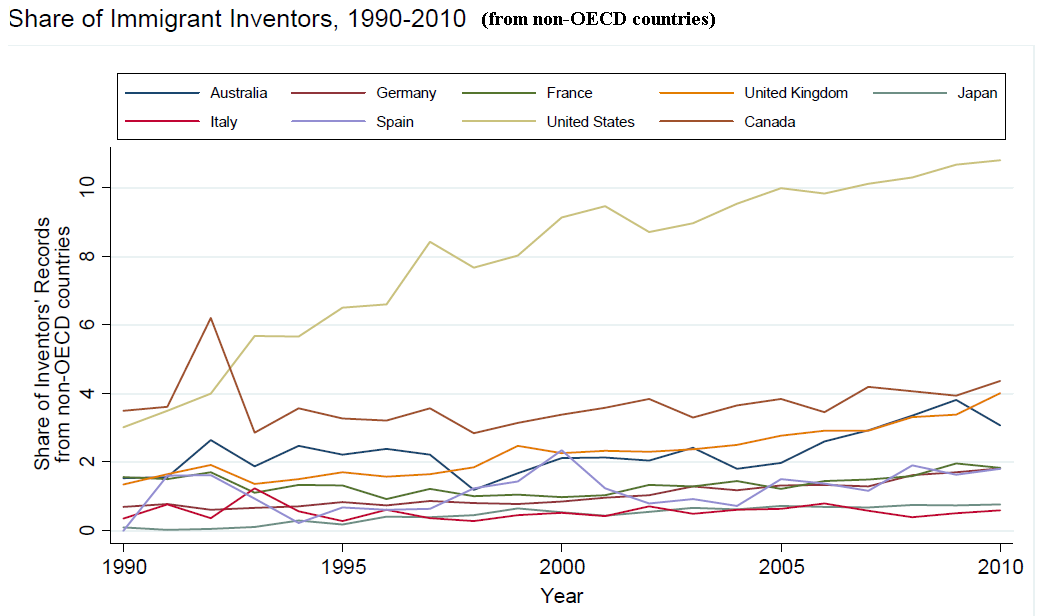 Share of Immigrant Inventors, 1990-2010 (from non-OECD countries)
Australia Germany France United Kingdom Japan
Italy Spain United States Canada
Share of Inventors' Records
from non-OECD countries
10
8
6
4
2
0
1990 1995 2000 2005 2010
Year